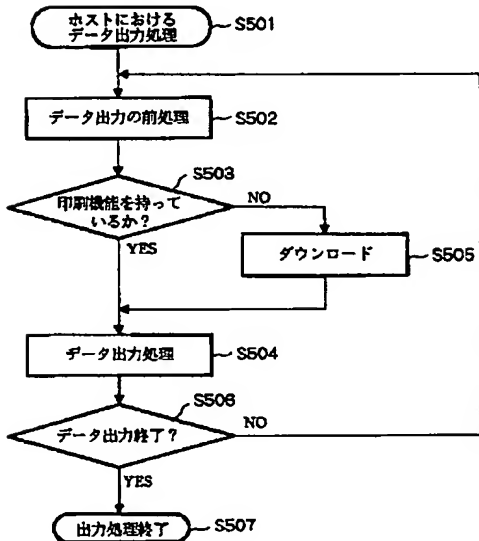 ホストにおける
データ出力処理
S501
データ出力の前処理
S502
S503
印刷機能を持って
いるか?
NO
YES
ダウンロード
S505
データ出力処理
S504
S506
データ出力終了?
NO
YES
出力処理終了
S507